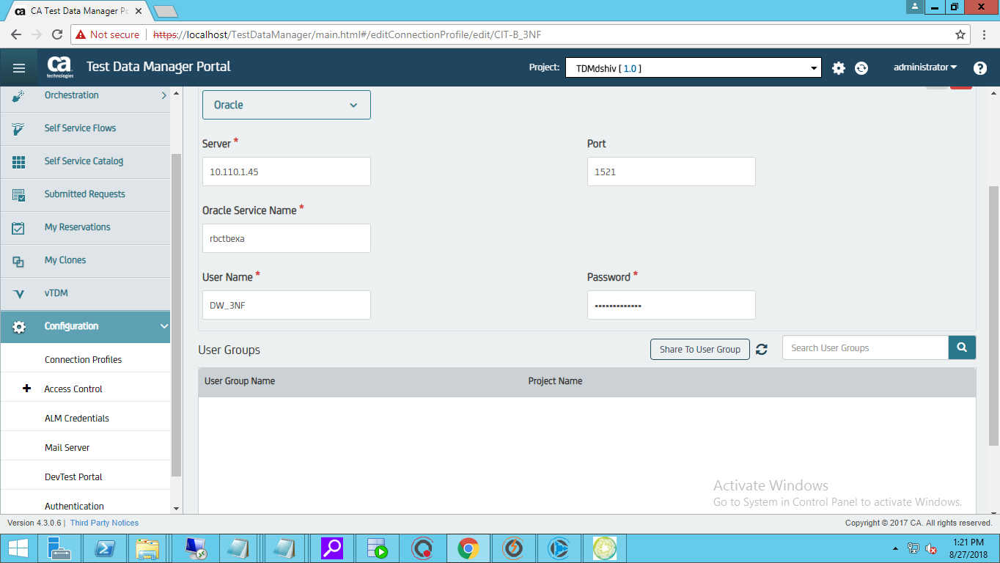 CA Test Data Manager Po
Not secure
https://localhost/TestDataManager/main.html#/editConnectionProfile/edit/CIT-B_3NF
ca technologies
Test Data Manager Portal
Project:
TDMdshiv [ 1.0 ]
administrator
?
Orchestration
Self Service Flows
Self Service Catalog
Submitted Requests
My Reservations
My Clones
vTDM
Configuration
Connection Profiles
Access Control
ALM Credentials
Mail Server
DevTest Portal
Authentication
Oracle
Server *
Port
10.110.1.45
1521
Oracle Service Name *
rbctbexa
User Name *
Password *
DW_3NF
•••••••••••••
User Groups
Share To User Group
Search User Groups
User Group Name
Project Name
Activate Windows
Go to System in Control Panel to activate Windows.
Version 4.3.0.6 | Third Party Notices
Copyright © 2017 CA. All rights reserved.
1:21 PM
8/27/2018